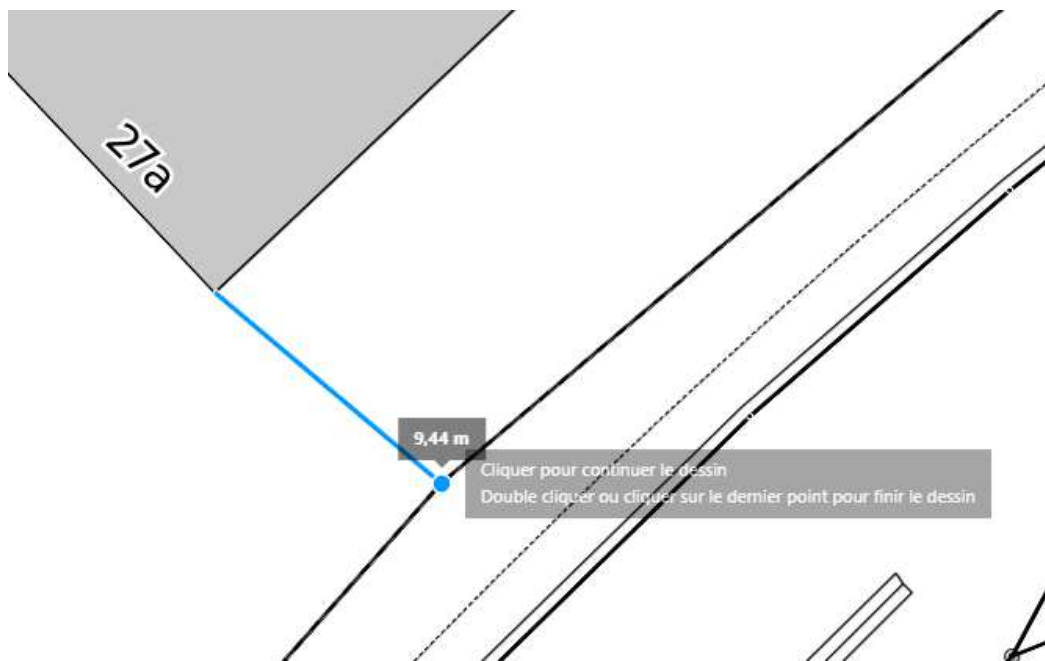 27a
9,44 m
Cliquer pour continuer le dessin
Double cliquer ou cliquer sur le dernier point pour finir le dessin